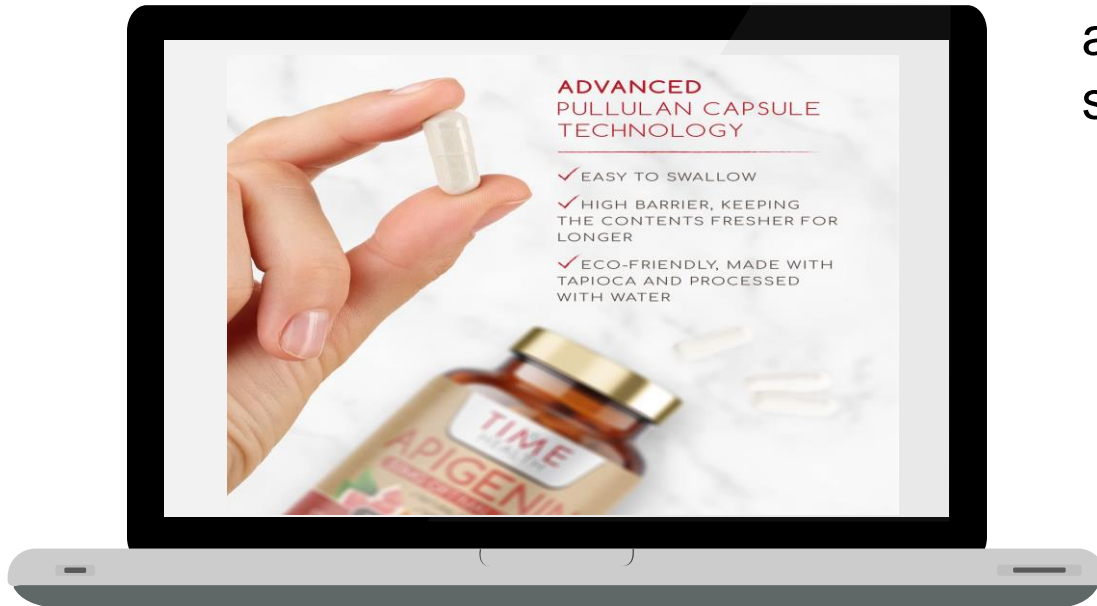 ADVANCED
PULLULAN CAPSULE
TECHNOLOGY
EASY TO SWALLOW
HIGH BARRIER, KEEPING
THE CONTENTS FRESHER FOR
LONGER
ECO-FRIENDLY, MADE WITH
TAPIOCA AND PROCESSED
WITH WATER
TIME
HEALTH
APIGENIN
a
s